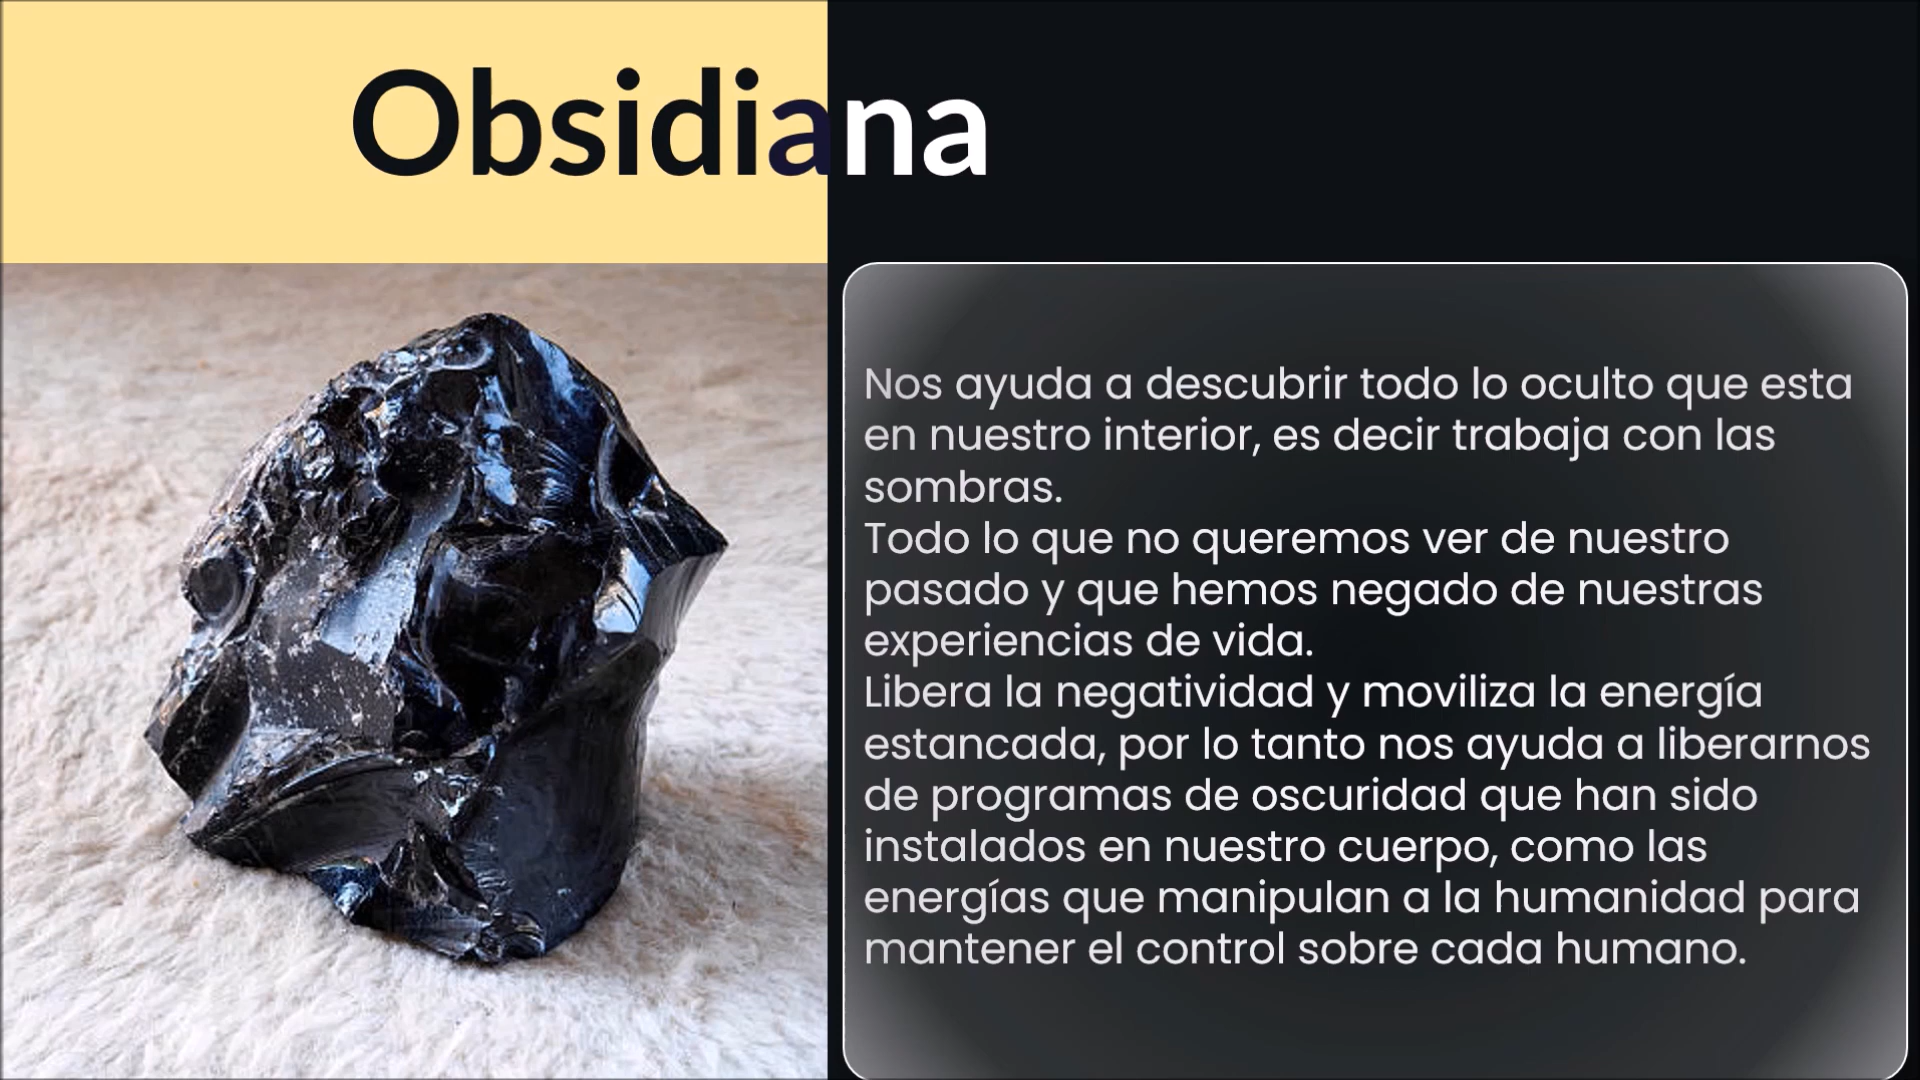 Obsidiana
Nos ayuda a descubrir todo lo oculto que esta
en nuestro interior, es decir trabaja con las
sombras.
Todo lo que no queremos ver de nuestro
pasado y que hemos negado de nuestras
experiencias de vida.
Libera la negatividad y moviliza la energía
estancada, por lo tanto nos ayuda a liberarnos
de programas de oscuridad que han sido
instalados en nuestro cuerpo, como las
energías que manipulan a la humanidad para
mantener el control sobre cada humano.